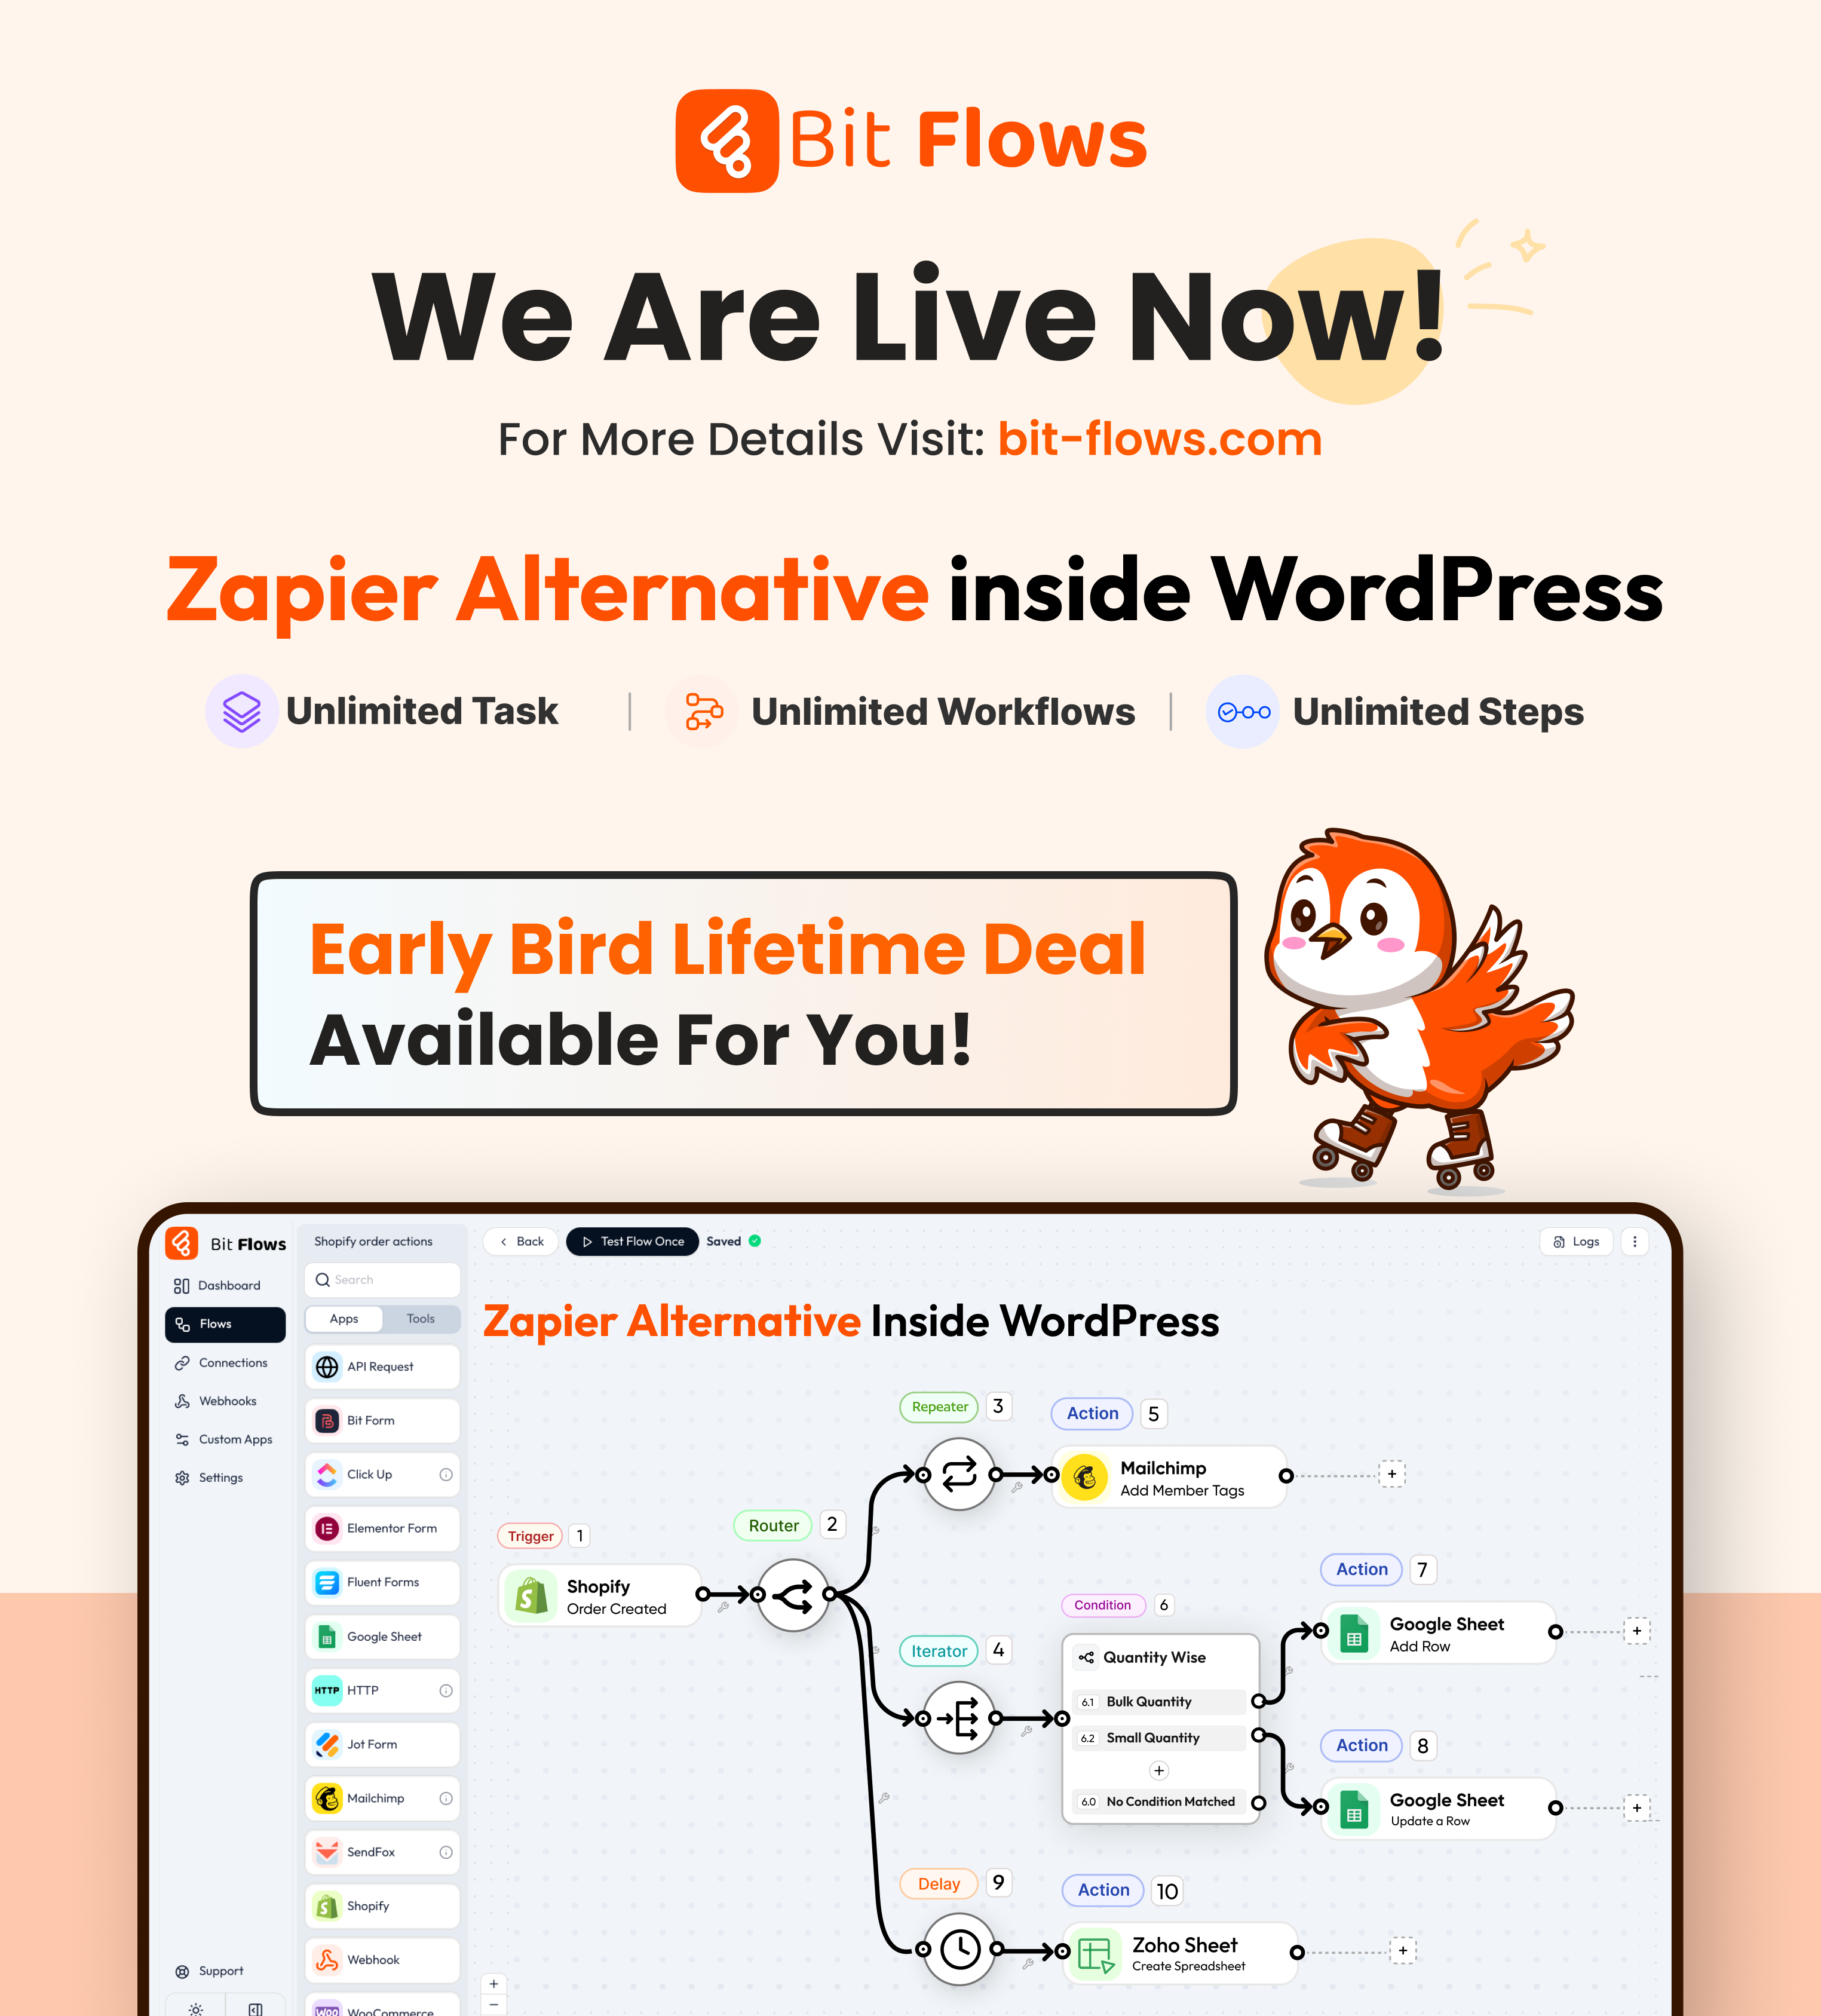 Bit Flows
We Are Live Now!
For More Details Visit: bit-flows.com
Zapier Alternative inside WordPress
Unlimited Task
Unlimited Workflows
Unlimited Steps
Early Bird Lifetime Deal
Available For You!
Bit Flows
Dashboard
Flows
Connections
Webhooks
Custom Apps
Settings
Support
Shopify order actions
Search
Apps
Tools
API Request
Bit Form
Click Up
Elementor Form
Fluent Forms
Google Sheet
HTTP HTTP
Jot Form
Mailchimp
SendFox
Shopify
Webhook
Woo WooCommerce
Back
Test Flow Once
Saved
Logs
Zapier Alternative Inside WordPress
Trigger 1
Shopify
Order Created
Router 2
Repeater 3
Action 5
Mailchimp
Add Member Tags
Iterator 4
Condition 6
Quantity Wise
6.1 Bulk Quantity
6.2 Small Quantity
6.0 No Condition Matched
Action 7
Google Sheet
Add Row
Action 8
Google Sheet
Update a Row
Delay 9
Action 10
Zoho Sheet
Create Spreadsheet